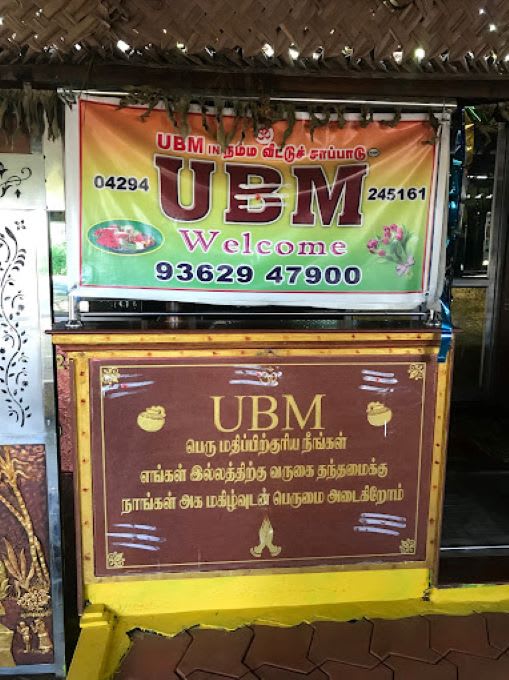 ௐ
UBM IN நம்ம வீட்டுச் சாப்பாடு
04294 UBM 245161
Welcome
93629 47900
UBM
பெரு மதிப்பிற்குரிய நீங்கள்
எங்கள் இல்லத்திற்கு வருகை தந்தமைக்கு
நாங்கள் அக மகிழ்வுடன் பெருமை அடைகிறோம்